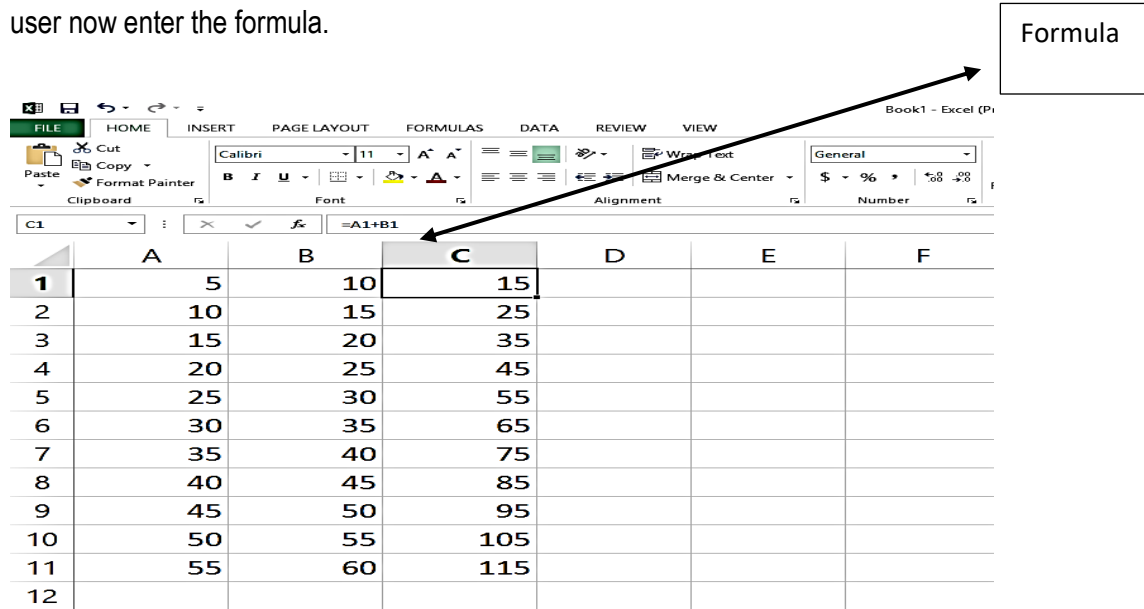 user now enter the formula.
Formula
Book1 - Excel (P
FILE HOME INSERT PAGE LAYOUT FORMULAS DATA REVIEW VIEW
Cut
Copy
Format Painter
Paste
Calibri 11 A A
B I U A
Wrap Text
Merge & Center
General
$ % , .0 .00 .00 .0
Clipboard Font Alignment Number
C1 fx =A1+B1
A B C D E F
1 5 10 15
2 10 15 25
3 15 20 35
4 20 25 45
5 25 30 55
6 30 35 65
7 35 40 75
8 40 45 85
9 45 50 95
10 50 55 105
11 55 60 115
12